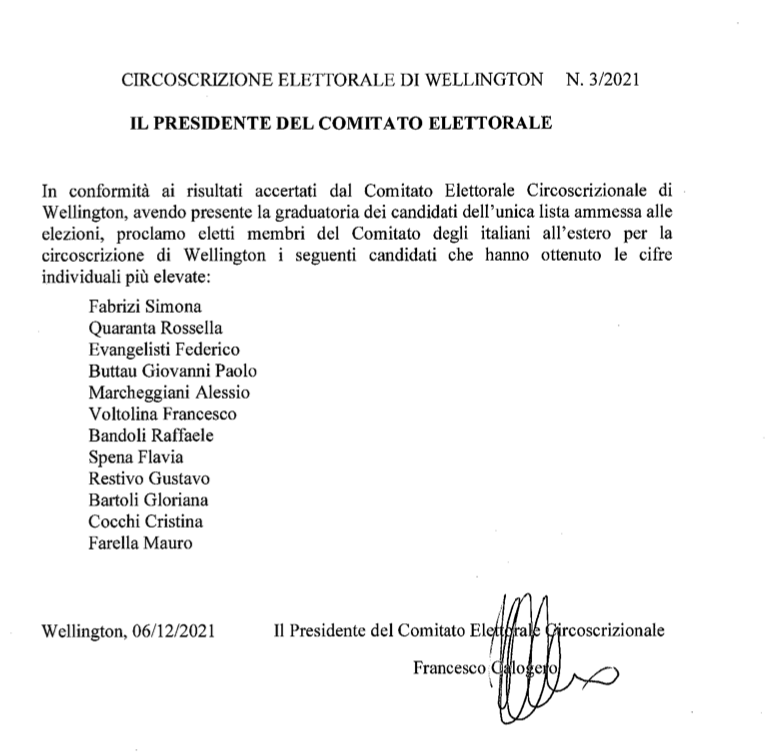 CIRCOSCRIZIONE ELETTORALE DI WELLINGTON N. 3/2021
IL PRESIDENTE DEL COMITATO ELETTORALE
In conformità ai risultati accertati dal Comitato Elettorale Circoscrizionale di
Wellington, avendo presente la graduatoria dei candidati dell'unica lista ammessa alle
elezioni, proclamo eletti membri del Comitato degli italiani all'estero per la
circoscrizione di Wellington i seguenti candidati che hanno ottenuto le cifre
individuali più elevate:
Fabrizi Simona
Quaranta Rossella
Evangelisti Federico
Buttau Giovanni Paolo
Marcheggiani Alessio
Voltolina Francesco
Bandoli Raffaele
Spena Flavia
Restivo Gustavo
Bartoli Gloriana
Cocchi Cristina
Farella Mauro
Wellington, 06/12/2021 Il Presidente del Comitato Elettorale Circoscrizionale
Francesco Calogero